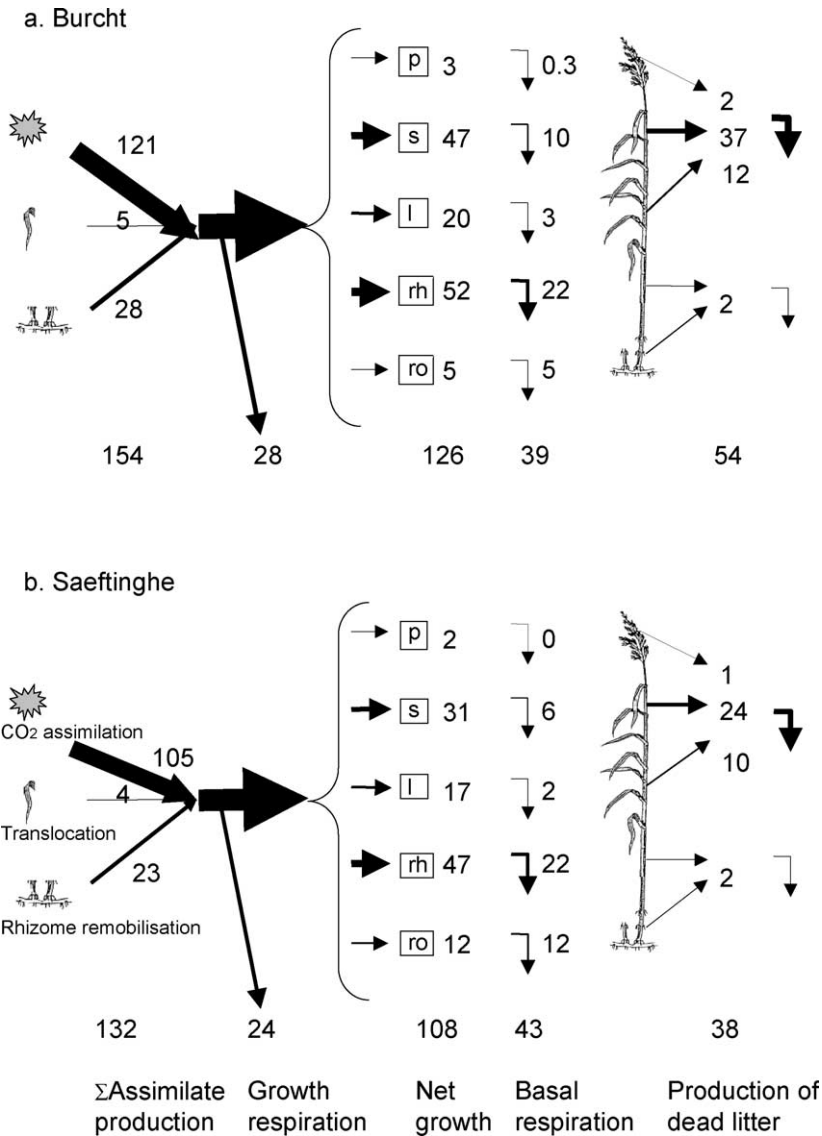 a. Burcht
p 3 0.3
2
121 s 47 10 37
12
5 l 20 3
28 rh 52 22 2
ro 5 5
154 28 126 39 54
b. Saeftinghe
p 2 0
1
CO2 assimilation 105 s 31 6 24
10
4 l 17 2
Translocation
23 rh 47 22 2
Rhizome remobilisation
ro 12 12
132 24 108 43 38
ΣAssimilate Growth Net Basal Production of
production respiration growth respiration dead litter